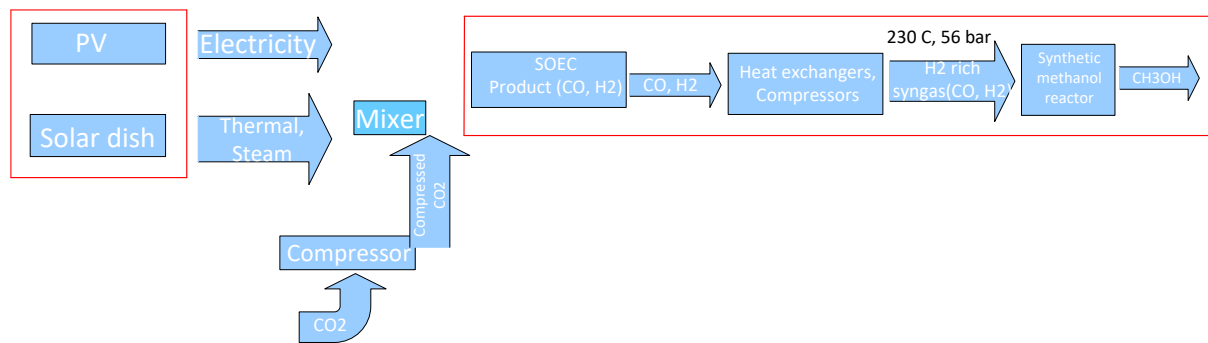 PV
Electricity
Solar dish
Thermal,
Steam
Mixer
Compressed
CO2
Compressor
CO2
SOEC
Product (CO, H2)
CO, H2
Heat exchangers,
Compressors
230 C, 56 bar
H2 rich
syngas(CO, H2)
Synthetic
methanol
reactor
CH3OH